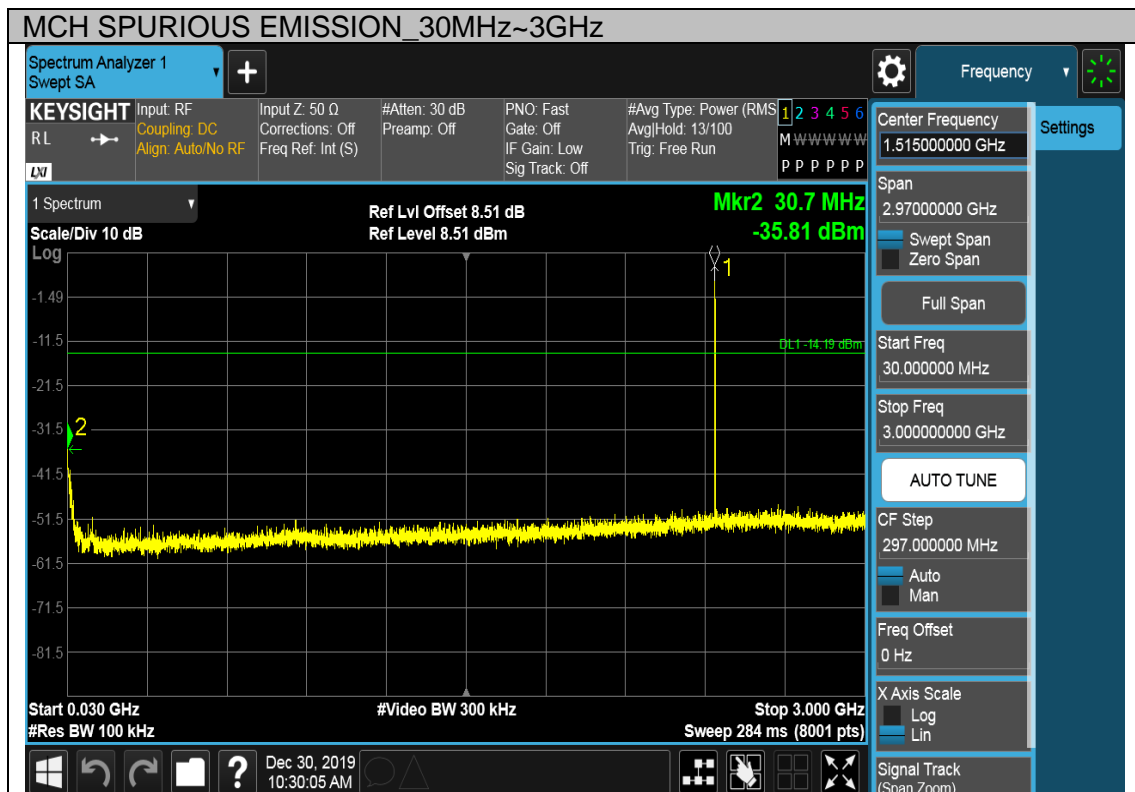 MCH SPURIOUS EMISSION_30MHz~3GHz
Spectrum Analyzer 1
Swept SA
+
Frequency
KEYSIGHT
RL
LXI
Input: RF
Coupling: DC
Align: Auto/No RF
Input Z: 50 Ω
Corrections: Off
Freq Ref: Int (S)
#Atten: 30 dB
Preamp: Off
PNO: Fast
Gate: Off
IF Gain: Low
Sig Track: Off
#Avg Type: Power (RMS
Avg|Hold: 13/100
Trig: Free Run
1 2 3 4 5 6
M W W W W W
P P P P P P
1 Spectrum
Scale/Div 10 dB
Ref Lvl Offset 8.51 dB
Ref Level 8.51 dBm
Mkr2 30.7 MHz
-35.81 dBm
Log
1
-1.49
-11.5
DL1 -14.19 dBm
-21.5
-31.5
2
-41.5
-51.5
-61.5
-71.5
-81.5
Start 0.030 GHz
#Video BW 300 kHz
Stop 3.000 GHz
#Res BW 100 kHz
Sweep 284 ms (8001 pts)
Center Frequency
1.515000000 GHz
Settings
Span
2.97000000 GHz
Swept Span
Zero Span
Full Span
Start Freq
30.000000 MHz
Stop Freq
3.000000000 GHz
AUTO TUNE
CF Step
297.000000 MHz
Auto
Man
Freq Offset
0 Hz
X Axis Scale
Log
Lin
Signal Track
(Span Zoom)
?
Dec 30, 2019
10:30:05 AM